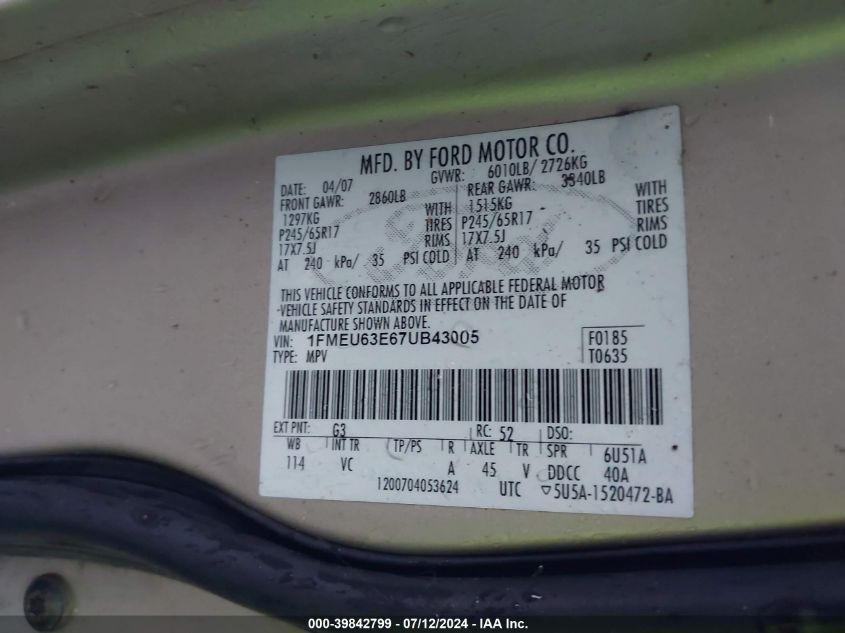 MFD. BY FORD MOTOR CO.
DATE: 04/07 GVWR: 6010LB/ 2726KG
FRONT GAWR: 2860LB REAR GAWR: 3340LB
1297KG WITH 1515KG WITH
P245/65R17 TIRES P245/65R17 TIRES
17X7.5J RIMS 17X7.5J RIMS
AT 240 kPa/ 35 PSI COLD AT 240 kPa/ 35 PSI COLD
THIS VEHICLE CONFORMS TO ALL APPLICABLE FEDERAL MOTOR
VEHICLE SAFETY STANDARDS IN EFFECT ON THE DATE OF
MANUFACTURE SHOWN ABOVE.
VIN: 1FMEU63E67UB43005 F0185
TYPE: MPV T0635
EXT PNT: G3 RC: 52 DSO:
WB INT TR TP/PS R AXLE TR SPR 6U51A
114 VC A 45 V DDCC 40A
1200704053624 UTC ▽5U5A-1520472-BA
000-39842799 - 07/12/2024 - IAA Inc.